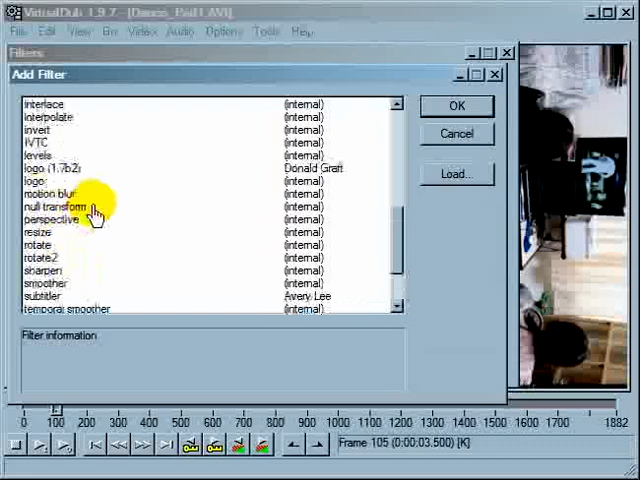 VirtualDub 1.9.7 - [Dance_Part1.AVI]
File Edit View Go Video Audio Options Tools Help
Filters
Add Filter
interlace (internal)
interpolate (internal)
invert (internal)
IVTC (internal)
levels (internal)
logo (1.7b2) Donald Graft
logo (internal)
motion blur (internal)
null transform (internal)
perspective (internal)
resize (internal)
rotate (internal)
rotate2 (internal)
sharpen (internal)
smoother (internal)
subtitler Avery Lee
temporal smoother (internal)
OK
Cancel
Load...
Filter information
0 100 200 300 400 500 600 700 800 900 1000 1100 1200 1300 1400 1500 1600 1700 1882
Frame 105 (0:00:03.500) [K]